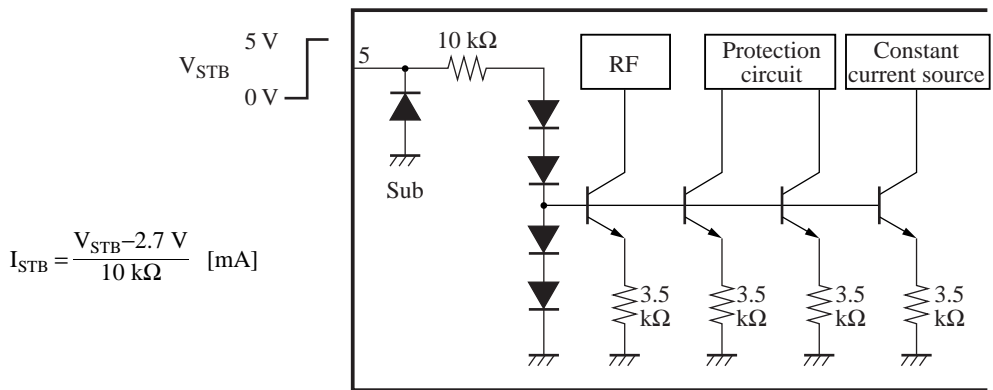 5 V
V_STB
0 V
5
10 kΩ
Sub
RF
Protection
circuit
Constant
current source
I_STB = (V_STB−2.7 V) / 10 kΩ [mA]
3.5
kΩ
3.5
kΩ
3.5
kΩ
3.5
kΩ